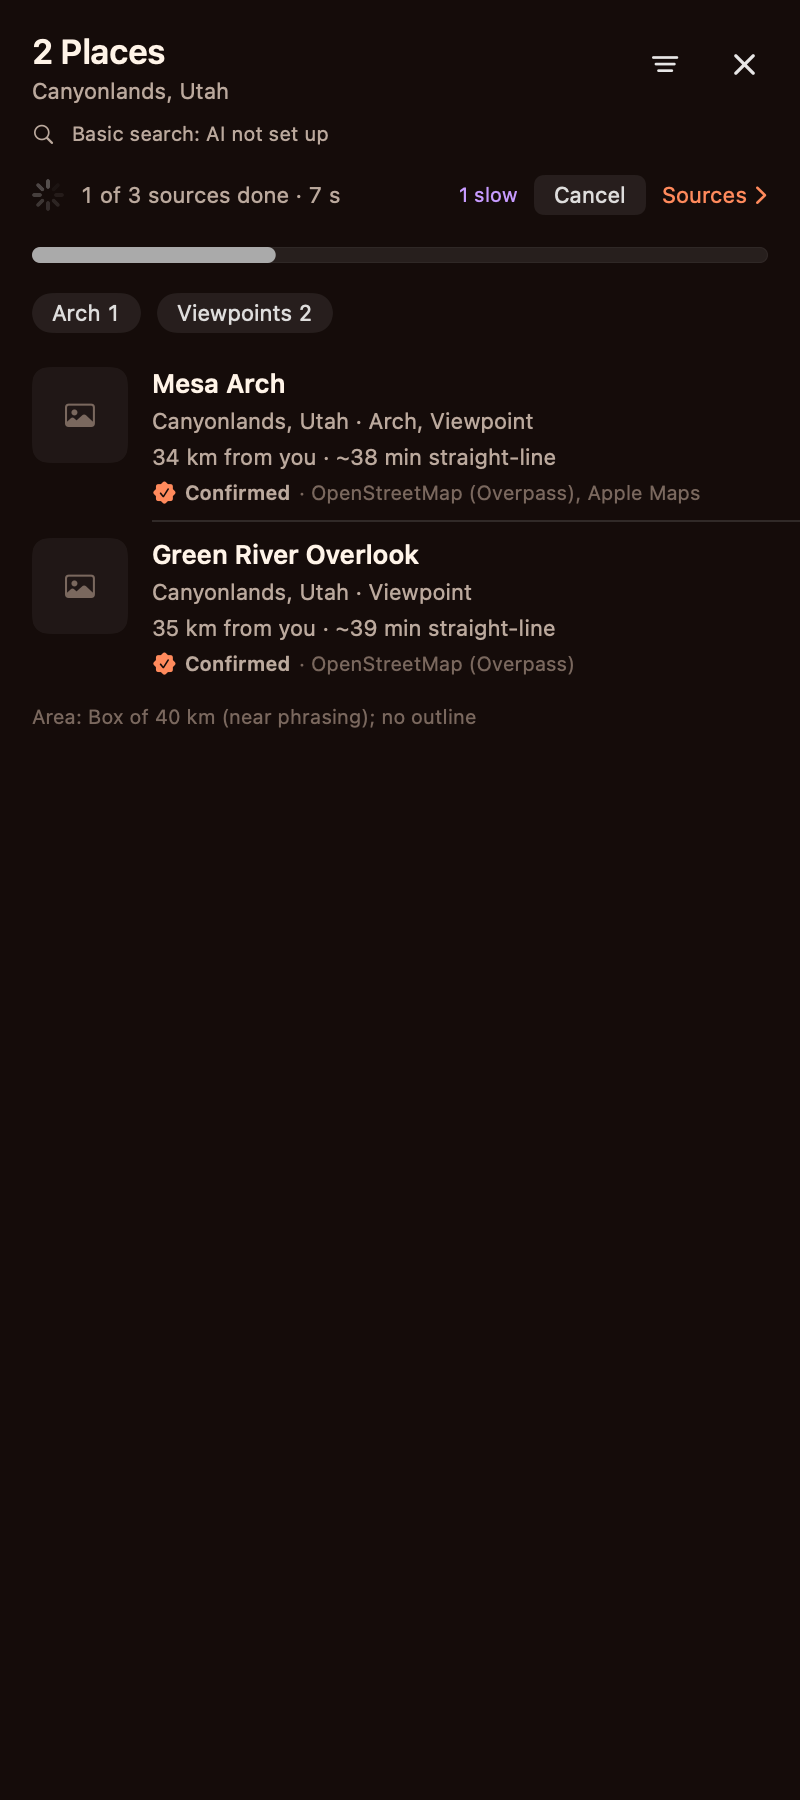 2 Places
Canyonlands, Utah
Basic search: AI not set up
1 of 3 sources done · 7 s
1 slow
Cancel
Sources
Arch 1
Viewpoints 2
Mesa Arch
Canyonlands, Utah · Arch, Viewpoint
34 km from you · ~38 min straight-line
Confirmed · OpenStreetMap (Overpass), Apple Maps
Green River Overlook
Canyonlands, Utah · Viewpoint
35 km from you · ~39 min straight-line
Confirmed · OpenStreetMap (Overpass)
Area: Box of 40 km (near phrasing); no outline